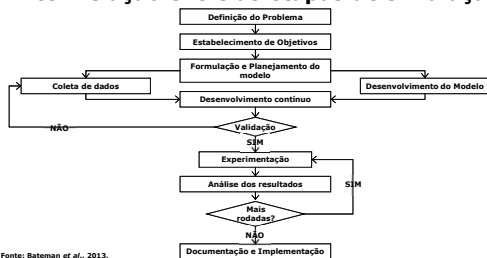 Definição do Problema
Estabelecimento de Objetivos
Formulação e Planejamento do
modelo
Coleta de dados
Desenvolvimento do Modelo
Desenvolvimento contínuo
Validação
NÃO
SIM
Experimentação
Análise dos resultados
SIM
Mais
rodadas?
NÃO
Documentação e Implementação
Fonte: Bateman et al., 2013.